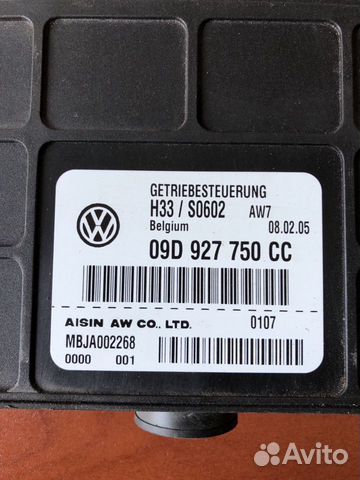 GETRIEBESTEUERUNG
H33 / S0602 AW7
Belgium 08.02.05
09D 927 750 CC
AISIN AW CO., LTD. 0107
MBJA002268
0000 001
Avito